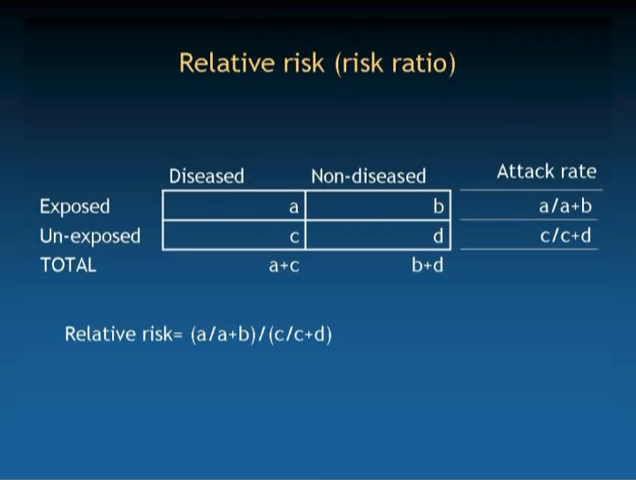 Relative risk (risk ratio)
Diseased Non-diseased Attack rate
Exposed a b a/a+b
Un-exposed c d c/c+d
TOTAL a+c b+d
Relative risk= (a/a+b)/(c/c+d)